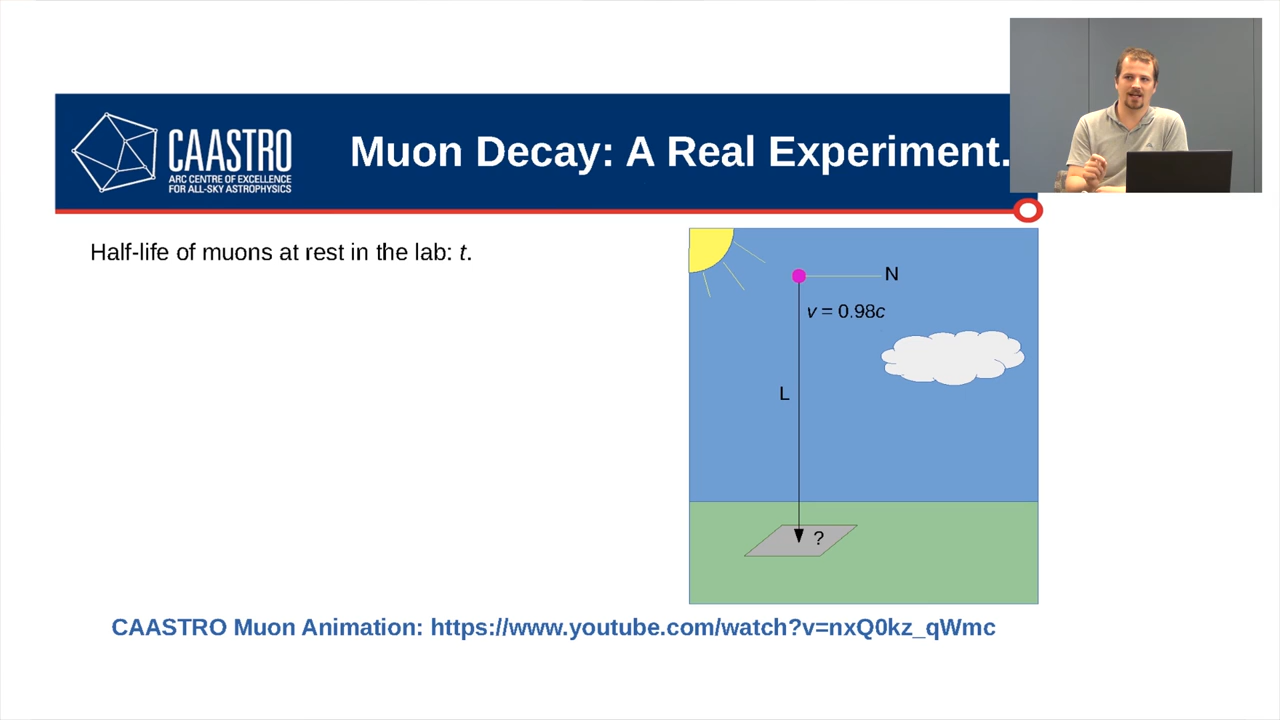 CAASTRO
ARC CENTRE OF EXCELLENCE
FOR ALL-SKY ASTROPHYSICS
Muon Decay: A Real Experiment.
Half-life of muons at rest in the lab: t.
N
v = 0.98c
L
?
CAASTRO Muon Animation: https://www.youtube.com/watch?v=nxQ0kz_qWmc